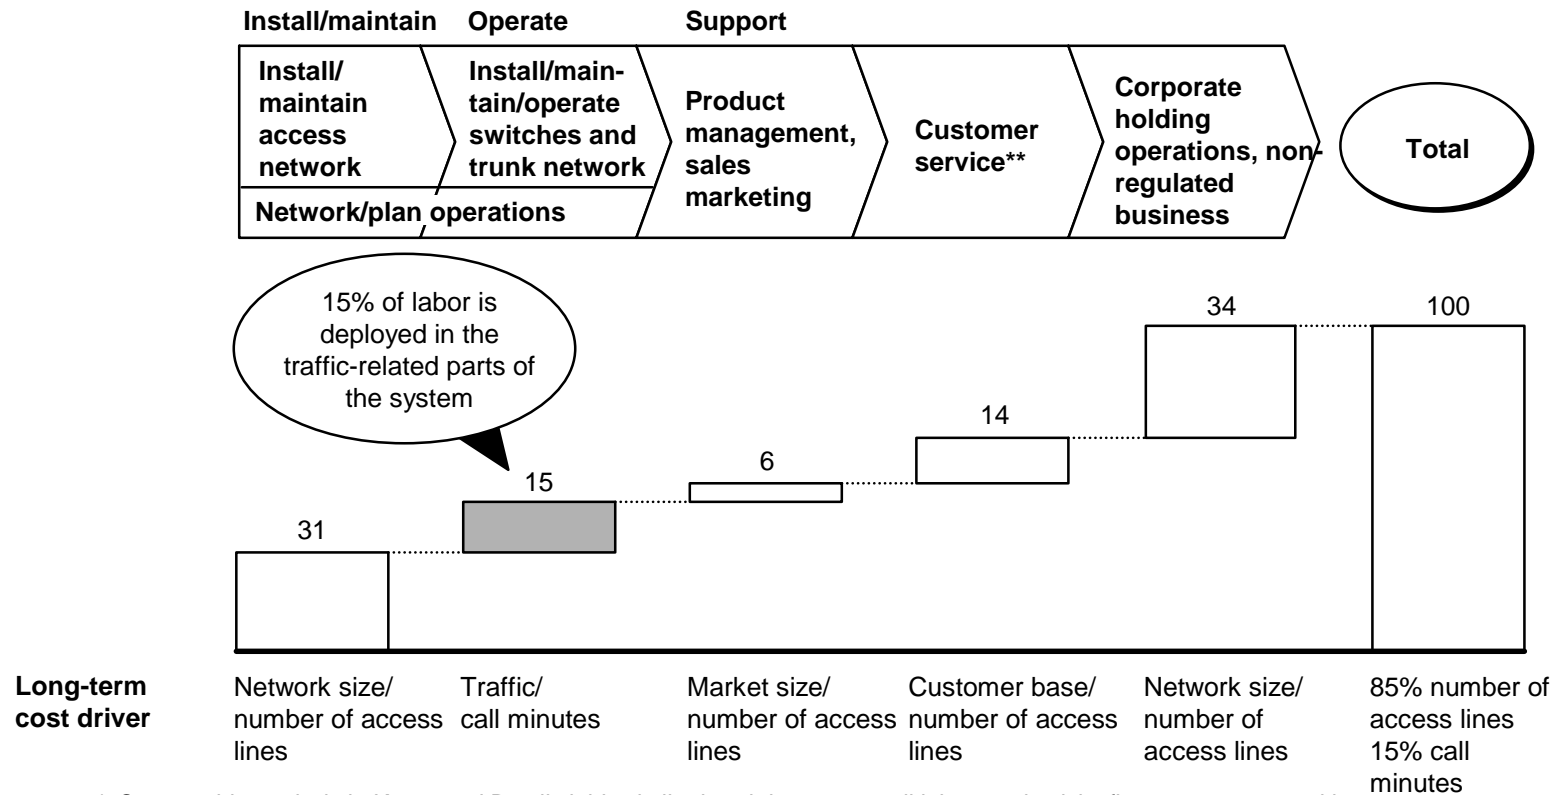 Install/maintain Operate Support
Install/
maintain
access
network
Install/main-
tain/operate
switches and
trunk network
Network/plan operations
Product
management,
sales
marketing
Customer
service**
Corporate
holding
operations, non-
regulated
business
Total
15% of labor is
deployed in the
traffic-related parts of
the system
31
15
6
14
34
100
Long-term
cost driver
Network size/
number of access
lines
Traffic/
call minutes
Market size/
number of access
lines
Customer base/
number of access
lines
Network size/
number of
access lines
85% number of
access lines
15% call
minutes